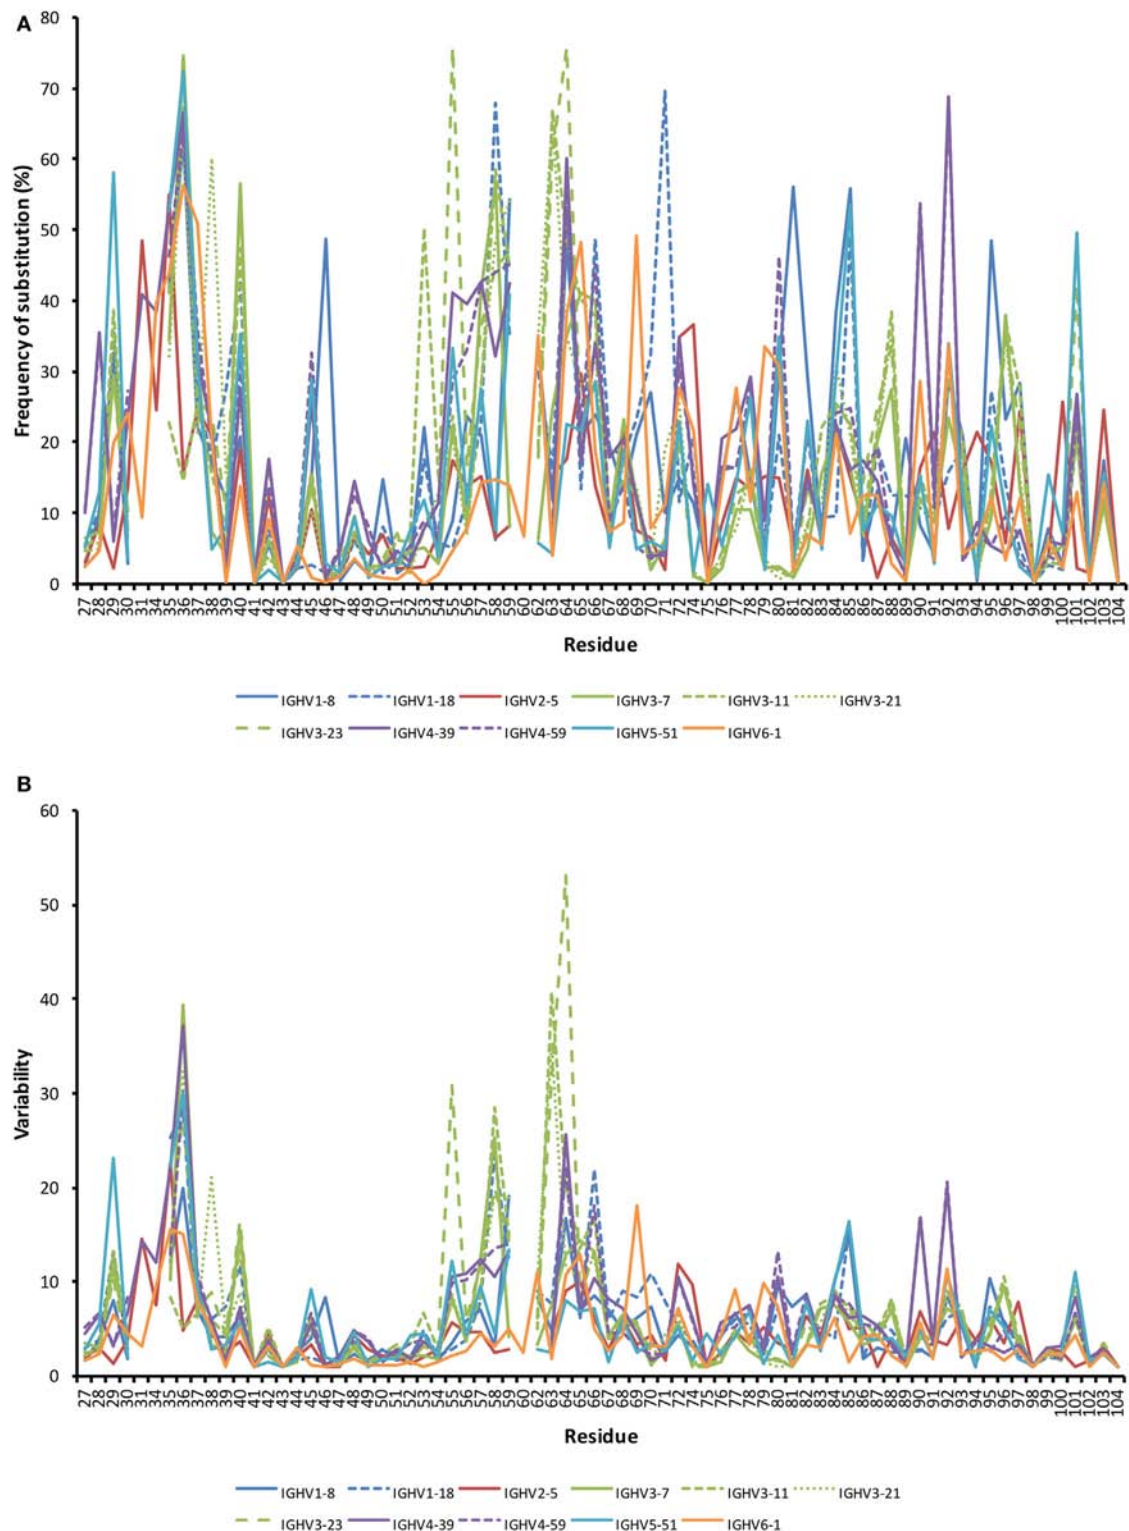 A
80
70
60
50
40
30
20
10
0
Frequency of substitution (%)
27 28 29 30 31 34 35 36 37 38 39 40 41 42 43 44 45 46 47 48 49 50 51 52 53 54 55 56 57 58 59 60 62 63 64 65 66 67 68 69 70 71 72 74 75 76 77 78 79 80 81 82 83 84 85 86 87 88 89 90 91 92 93 94 95 96 97 98 99 100 101 102 103 104
Residue
IGHV1-8 IGHV1-18 IGHV2-5 IGHV3-7 IGHV3-11 IGHV3-21
IGHV3-23 IGHV4-39 IGHV4-59 IGHV5-51 IGHV6-1
B
60
50
40
30
20
10
0
Variability
27 28 29 30 31 34 35 36 37 38 39 40 41 42 43 44 45 46 47 48 49 50 51 52 53 54 55 56 57 58 59 60 62 63 64 65 66 67 68 69 70 71 72 74 75 76 77 78 79 80 81 82 83 84 85 86 87 88 89 90 91 92 93 94 95 96 97 98 99 100 101 102 103 104
Residue
IGHV1-8 IGHV1-18 IGHV2-5 IGHV3-7 IGHV3-11 IGHV3-21
IGHV3-23 IGHV4-39 IGHV4-59 IGHV5-51 IGHV6-1